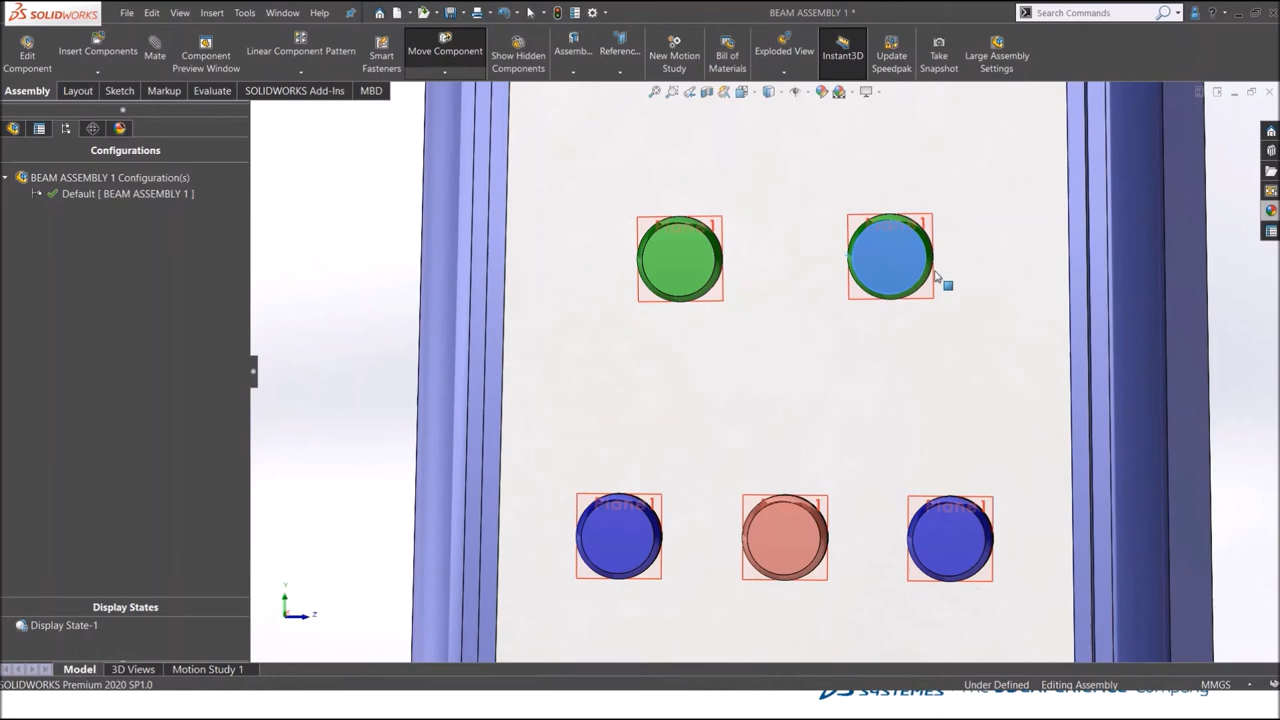 SOLIDWORKS File Edit View Insert Tools Window Help BEAM ASSEMBLY 1 * Search Commands
Edit Component Insert Components Mate Component Preview Window Linear Component Pattern Smart Fasteners Move Component Show Hidden Components Assemb... Referenc... New Motion Study Bill of Materials Exploded View Instant3D Update Speedpak Take Snapshot Large Assembly Settings
Assembly Layout Sketch Markup Evaluate SOLIDWORKS Add-Ins MBD
Configurations
BEAM ASSEMBLY 1 Configuration(s)
Default [ BEAM ASSEMBLY 1 ]
Plane1 Plane1 Plane1
Y
Z
Display States
Display State-1
Model 3D Views Motion Study 1
SOLIDWORKS Premium 2020 SP1.0 Under Defined Editing Assembly MMGS